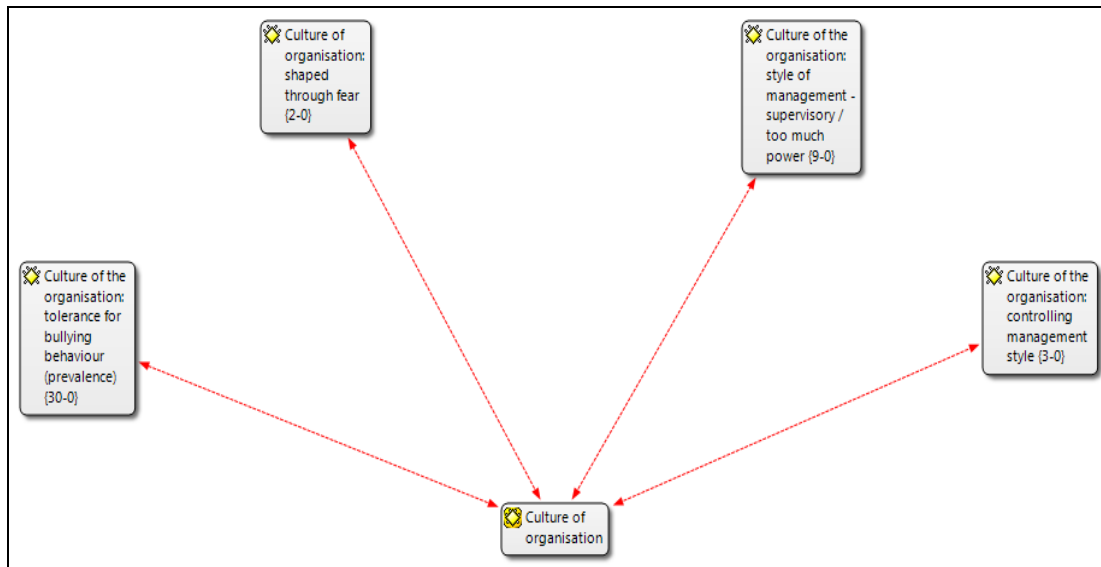 Culture of
organisation:
shaped
through fear
{2-0}
Culture of the
organisation:
style of
management -
supervisory /
too much
power {9-0}
Culture of the
organisation:
tolerance for
bullying
behaviour
(prevalence)
{30-0}
Culture of the
organisation:
controlling
management
style {3-0}
Culture of
organisation